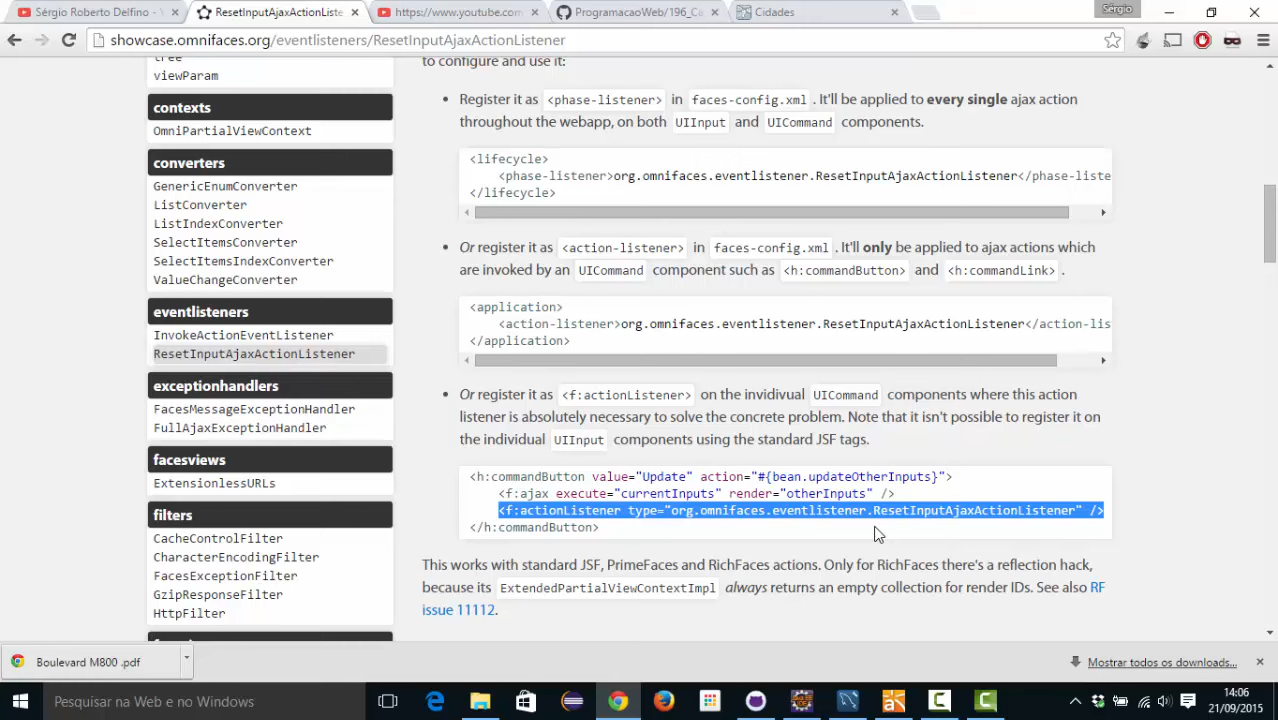 Sérgio Roberto Delfino -
ResetInputAjaxActionListe
https://www.youtube.com
ProgramacaoWeb/196_C
Cidades
Sérgio
showcase.omnifaces.org/eventlisteners/ResetInputAjaxActionListener
tree
viewParam
contexts
OmniPartialViewContext
converters
GenericEnumConverter
ListConverter
ListIndexConverter
SelectItemsConverter
SelectItemsIndexConverter
ValueChangeConverter
eventlisteners
InvokeActionEventListener
ResetInputAjaxActionListener
exceptionhandlers
FacesMessageExceptionHandler
FullAjaxExceptionHandler
facesviews
ExtensionlessURLs
filters
CacheControlFilter
CharacterEncodingFilter
FacesExceptionFilter
GzipResponseFilter
HttpFilter
to configure and use it:
• Register it as <phase-listener> in faces-config.xml . It'll be applied to every single ajax action
throughout the webapp, on both UIInput and UICommand components.
<lifecycle>
<phase-listener>org.omnifaces.eventlistener.ResetInputAjaxActionListener</phase-liste
</lifecycle>
• Or register it as <action-listener> in faces-config.xml . It'll only be applied to ajax actions which
are invoked by an UICommand component such as <h:commandButton> and <h:commandLink> .
<application>
<action-listener>org.omnifaces.eventlistener.ResetInputAjaxActionListener</action-lis
</application>
• Or register it as <f:actionListener> on the invidivual UICommand components where this action
listener is absolutely necessary to solve the concrete problem. Note that it isn't possible to register it on
the individual UIInput components using the standard JSF tags.
<h:commandButton value="Update" action="#{bean.updateOtherInputs}">
<f:ajax execute="currentInputs" render="otherInputs" />
<f:actionListener type="org.omnifaces.eventlistener.ResetInputAjaxActionListener" />
</h:commandButton>
This works with standard JSF, PrimeFaces and RichFaces actions. Only for RichFaces there's a reflection hack,
because its ExtendedPartialViewContextImpl always returns an empty collection for render IDs. See also RF
issue 11112.
Boulevard M800 .pdf
Mostrar todos os downloads...
Pesquisar na Web e no Windows
14:06
21/09/2015